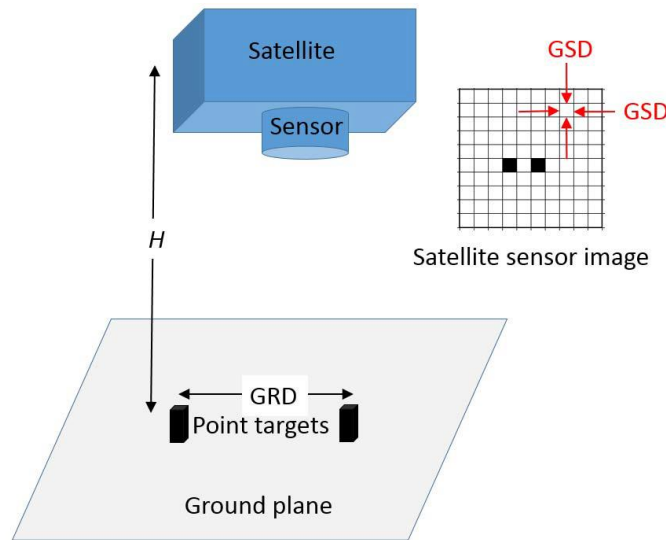 Satellite
Sensor
GSD
GSD
Satellite sensor image
H
GRD
Point targets
Ground plane